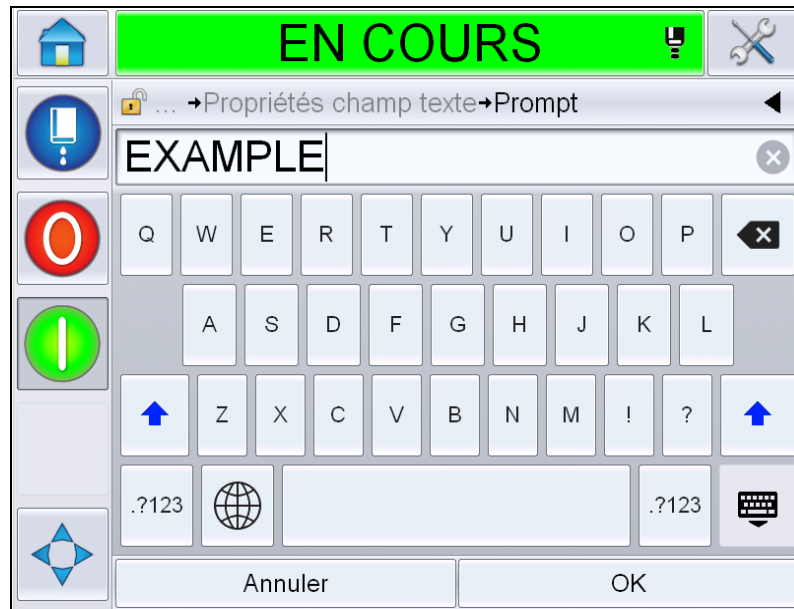 EN COURS
... →Propriétés champ texte→Prompt
EXAMPLE
Q W E R T Y U I O P
A S D F G H J K L
Z X C V B N M ! ?
.?123 .?123
Annuler OK